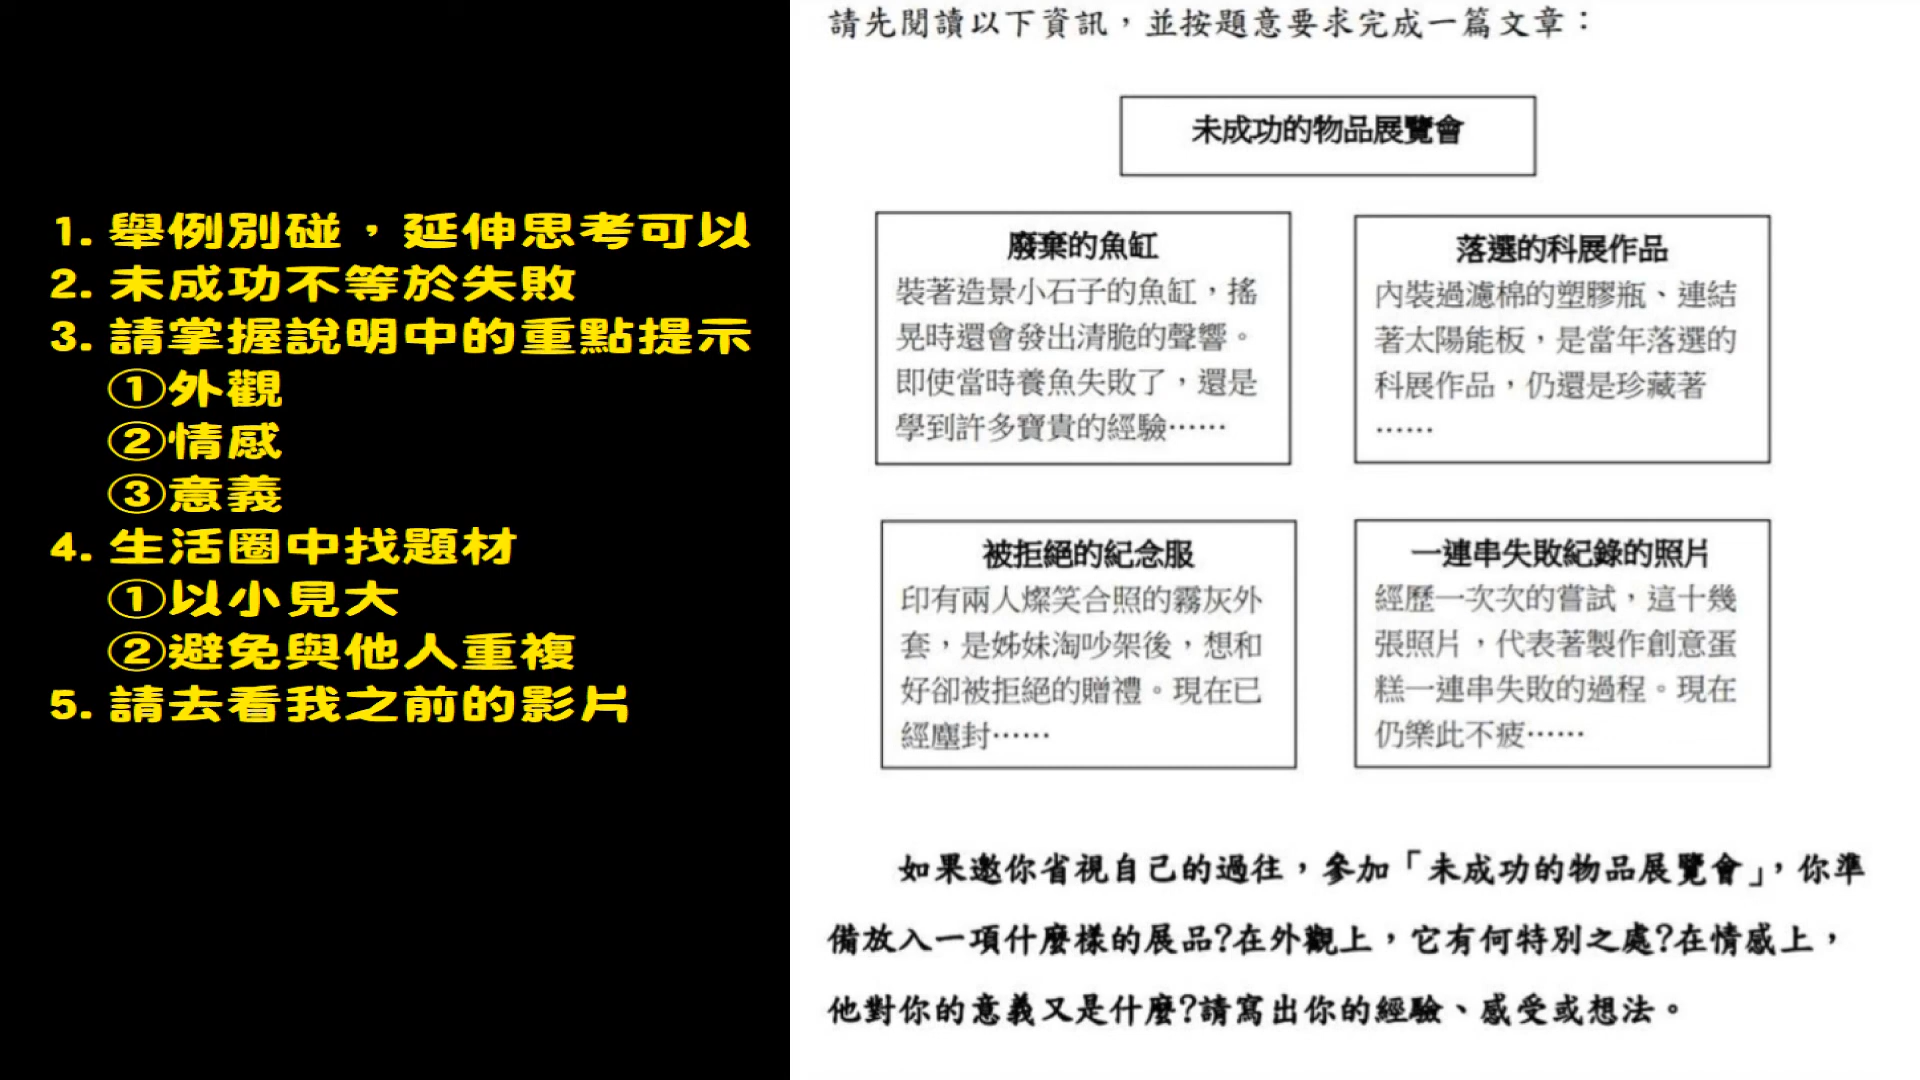 1. 舉例別碰，延伸思考可以
2. 未成功不等於失敗
3. 請掌握說明中的重點提示
①外觀
②情感
③意義
4. 生活圈中找題材
①以小見大
②避免與他人重複
5. 請去看我之前的影片
請先閱讀以下資訊，並按題意要求完成一篇文章：
未成功的物品展覽會
廢棄的魚缸
裝著造景小石子的魚缸，搖
晃時還會發出清脆的聲響。
即使當時養魚失敗了，還是
學到許多寶貴的經驗……
落選的科展作品
內裝過濾棉的塑膠瓶、連結
著太陽能板，是當年落選的
科展作品，仍還是珍藏著
……
被拒絕的紀念服
印有兩人燦笑合照的霧灰外
套，是姊妹淘吵架後，想和
好卻被拒絕的贈禮。現在已
經塵封……
一連串失敗紀錄的照片
經歷一次次的嘗試，這十幾
張照片，代表著製作創意蛋
糕一連串失敗的過程。現在
仍樂此不疲……
如果邀你省視自己的過往，參加「未成功的物品展覽會」，你準
備放入一項什麼樣的展品?在外觀上，它有何特別之處?在情感上，
他對你的意義又是什麼?請寫出你的經驗、感受或想法。